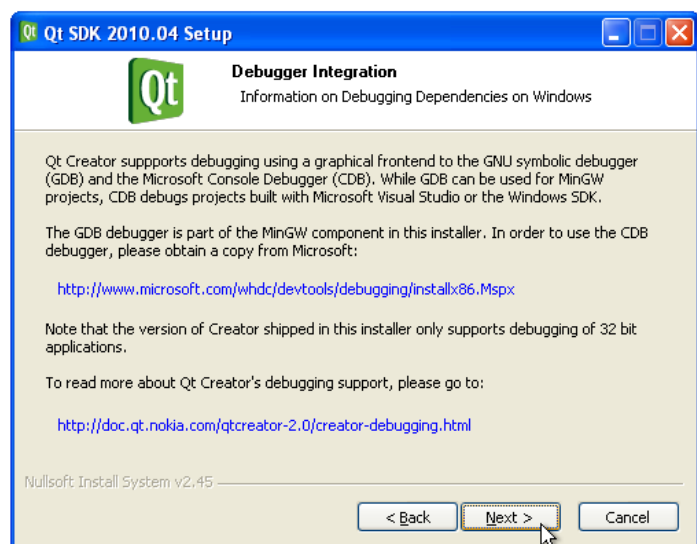 Qt SDK 2010.04 Setup
Qt
Debugger Integration
Information on Debugging Dependencies on Windows
Qt Creator suppports debugging using a graphical frontend to the GNU symbolic debugger
(GDB) and the Microsoft Console Debugger (CDB). While GDB can be used for MinGW
projects, CDB debugs projects built with Microsoft Visual Studio or the Windows SDK.
The GDB debugger is part of the MinGW component in this installer. In order to use the CDB
debugger, please obtain a copy from Microsoft:
http://www.microsoft.com/whdc/devtools/debugging/installx86.Mspx
Note that the version of Creator shipped in this installer only supports debugging of 32 bit
applications.
To read more about Qt Creator's debugging support, please go to:
http://doc.qt.nokia.com/qtcreator-2.0/creator-debugging.html
Nullsoft Install System v2.45
< Back Next > Cancel